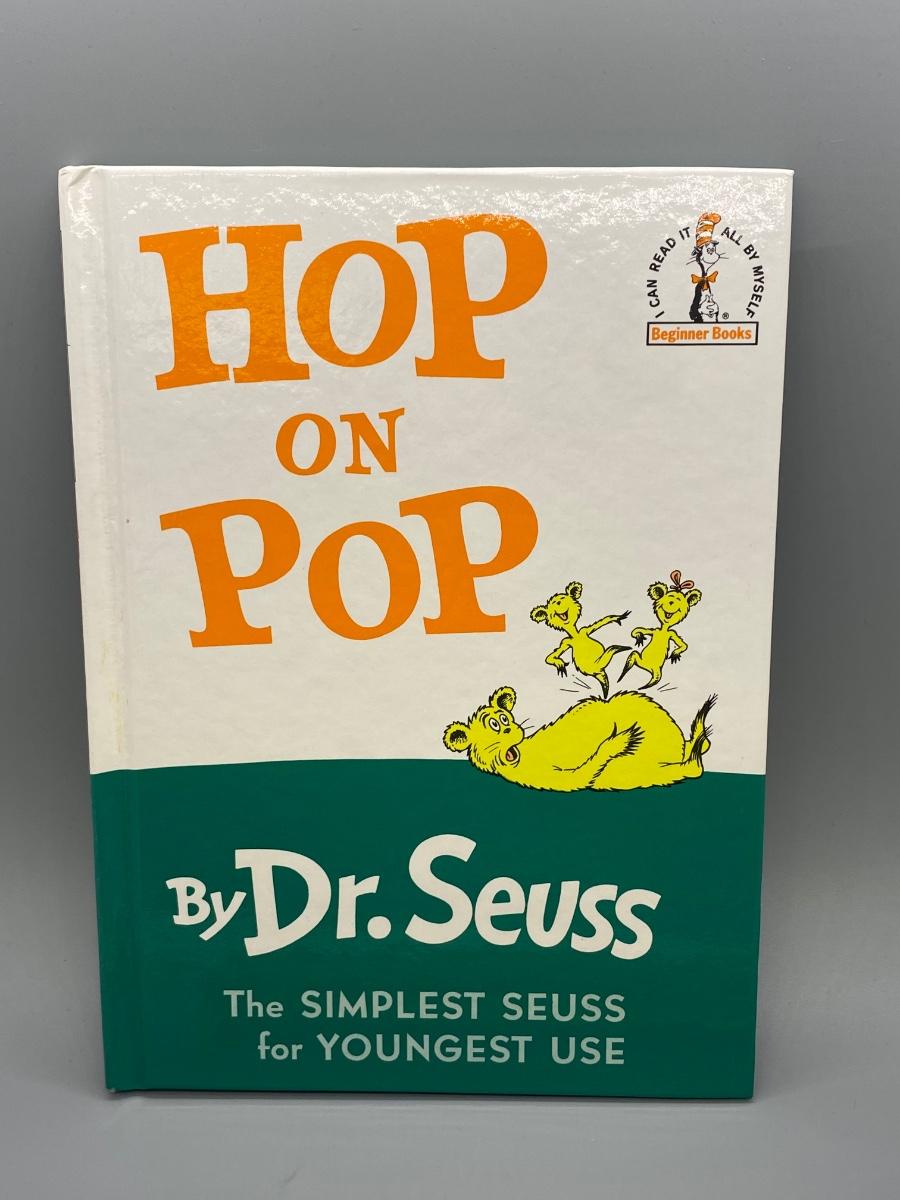 HOP
ON
POP
I CAN READ IT ALL BY MYSELF
®
Beginner Books
By Dr. Seuss
The SIMPLEST SEUSS
for YOUNGEST USE